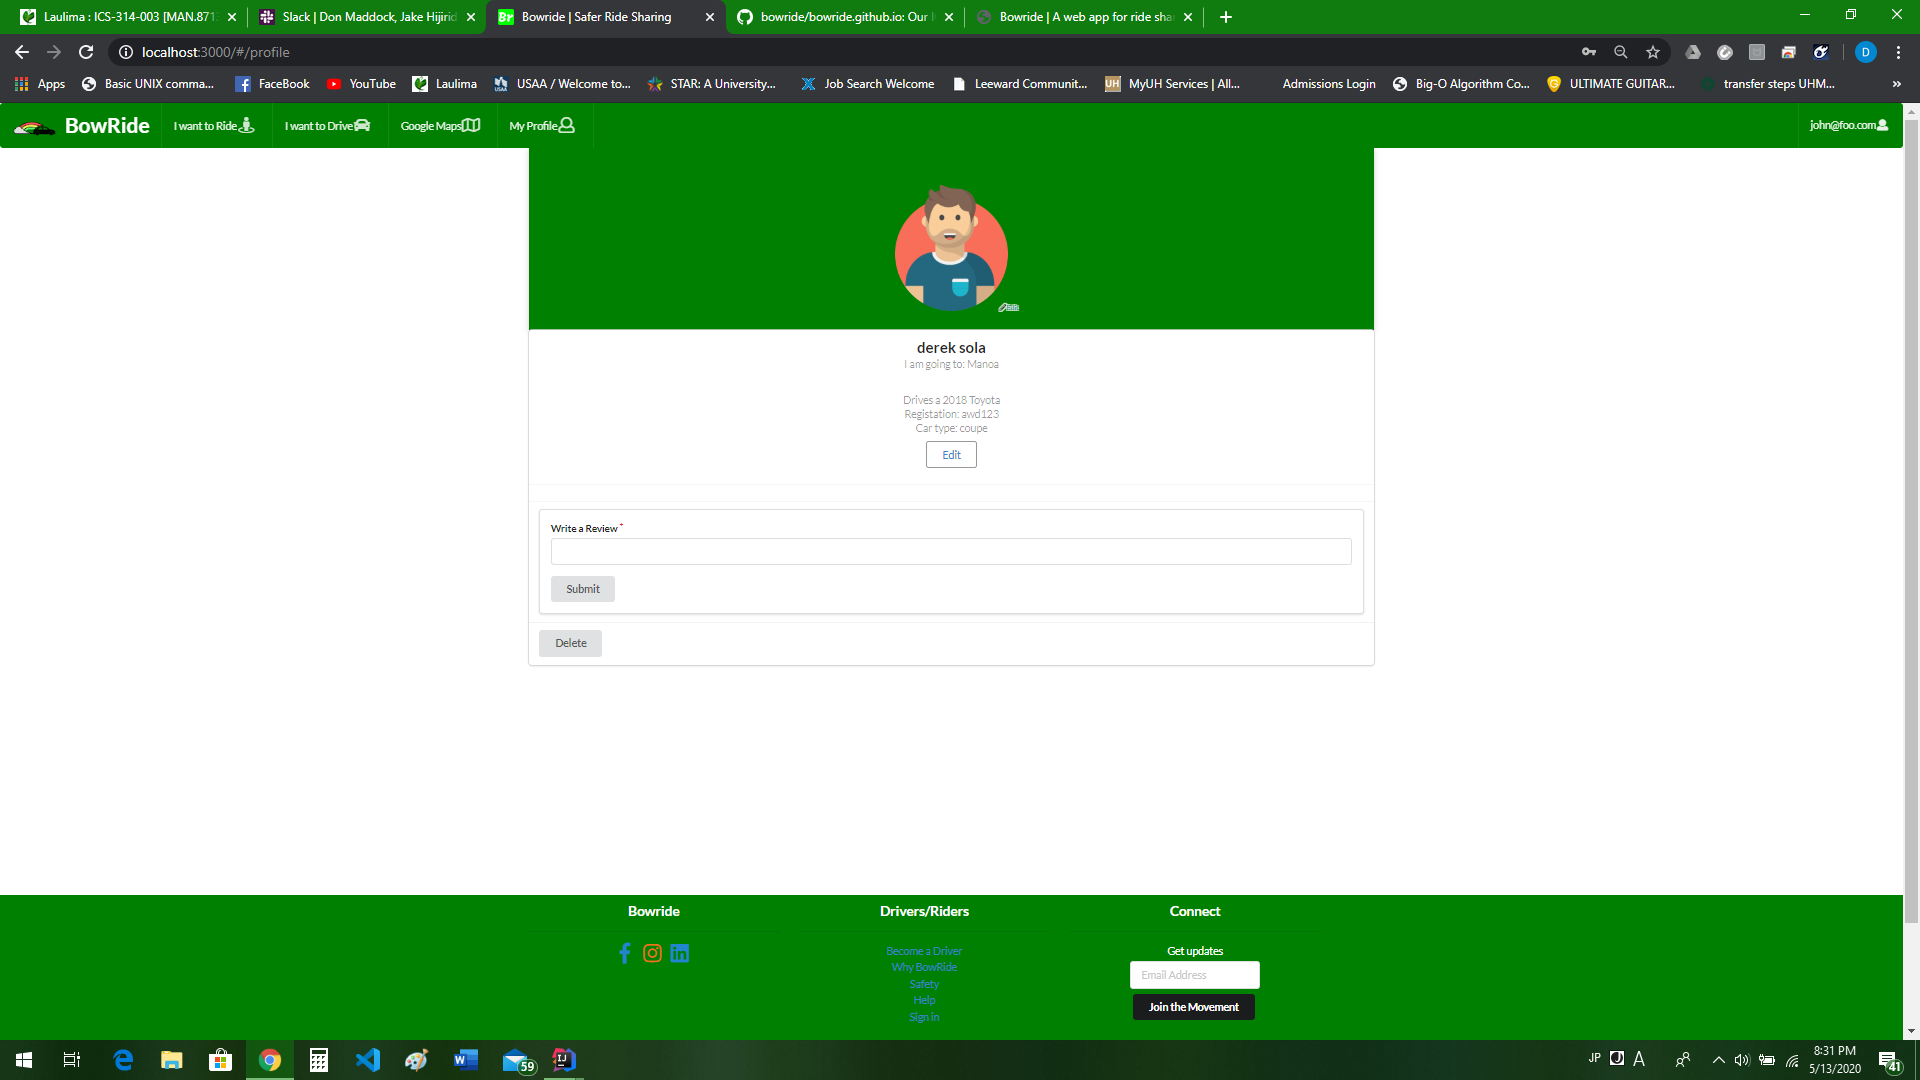 Laulima : ICS-314-003 [MAN.871
Slack | Don Maddock, Jake Hijirid
Br Bowride | Safer Ride Sharing
bowride/bowride.github.io: Our
Bowride | A web app for ride sha
localhost:3000/#/profile
D
Apps
Basic UNIX comma...
FaceBook
YouTube
Laulima
USAA / Welcome to...
STAR: A University...
Job Search Welcome
Leeward Communit...
UH MyUH Services | All...
Admissions Login
Big-O Algorithm Co...
ULTIMATE GUITAR...
transfer steps UHM...
BowRide
I want to Ride
I want to Drive
Google Maps
My Profile
john@foo.com
derek sola
I am going to: Manoa
Drives a 2018 Toyota
Registation: awd123
Car type: coupe
Edit
Write a Review *
Submit
Delete
Bowride
Drivers/Riders
Become a Driver
Why BowRide
Safety
Help
Sign in
Connect
Get updates
Email Address
Join the Movement
59
JP
A
8:31 PM
5/13/2020
41